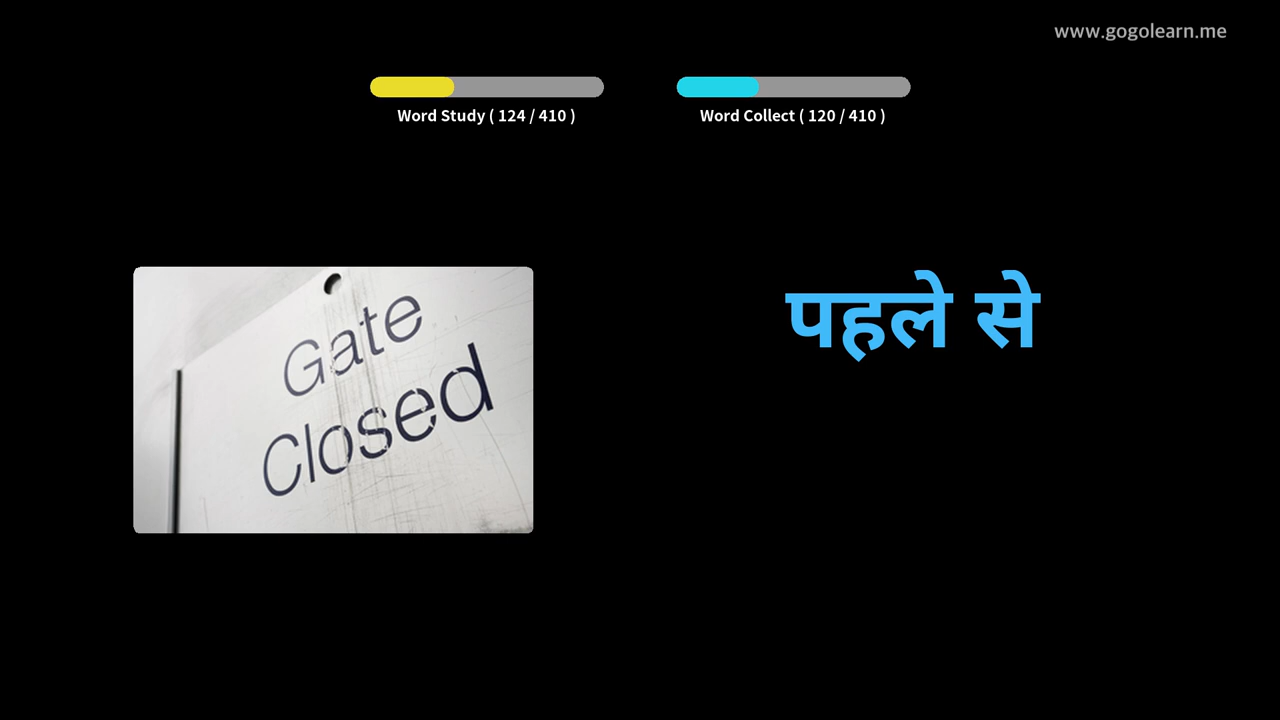 www.gogolearn.me
Word Study ( 124 / 410 )
Word Collect ( 120 / 410 )
Gate
Closed
पहले से